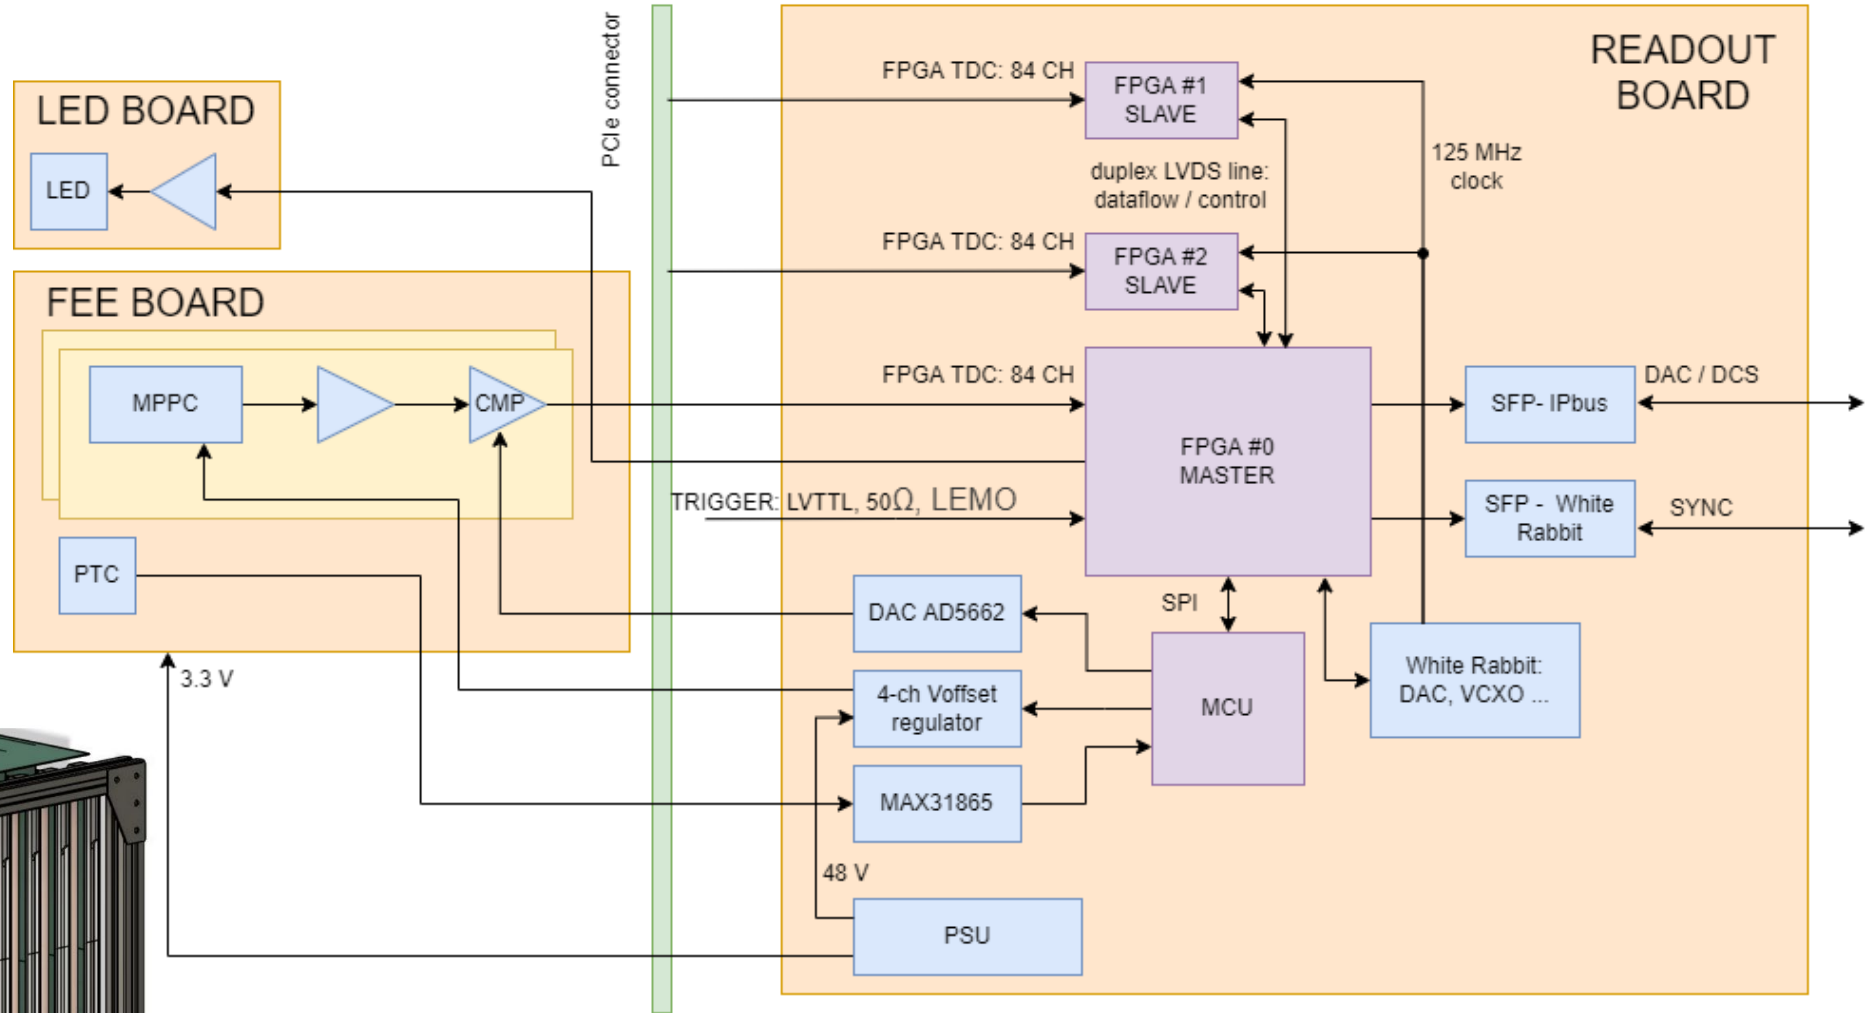 READOUT
BOARD
PCIe connector
LED BOARD
LED
FEE BOARD
MPPC
CMP
PTC
3.3 V
FPGA TDC: 84 CH
FPGA #1
SLAVE
125 MHz
clock
duplex LVDS line:
dataflow / control
FPGA TDC: 84 CH
FPGA #2
SLAVE
FPGA TDC: 84 CH
FPGA #0
MASTER
SFP- IPbus
DAC / DCS
TRIGGER: LVTTL, 50Ω, LEMO
SFP - White
Rabbit
SYNC
DAC AD5662
SPI
4-ch Voffset
regulator
MCU
White Rabbit:
DAC, VCXO ...
MAX31865
48 V
PSU